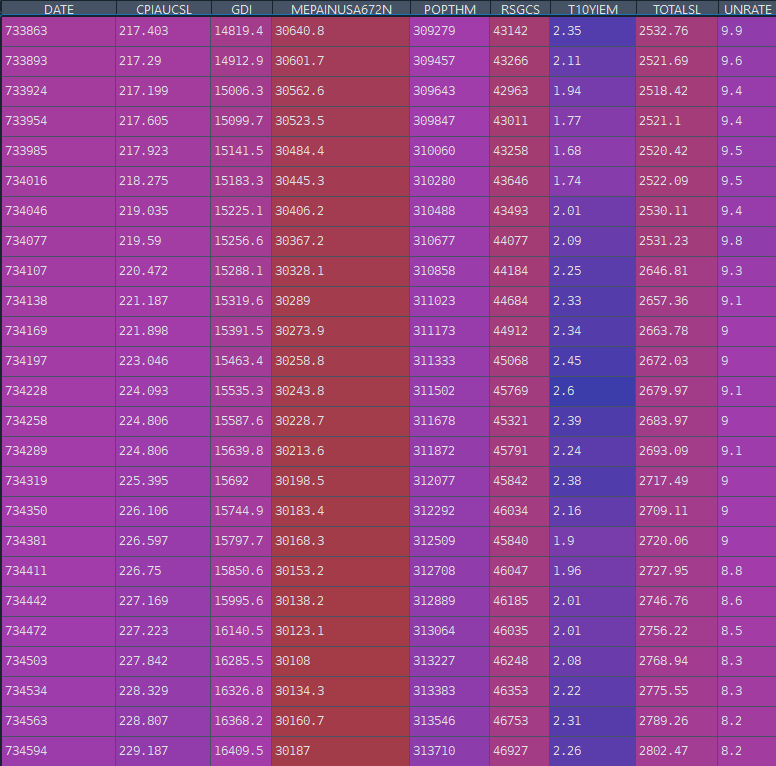 DATE CPIAUCSL GDI MEPAINUSA672N POPTHM RSGCS T10YIEM TOTALSL UNRATE
733863 217.403 14819.4 30640.8 309279 43142 2.35 2532.76 9.9
733893 217.29 14912.9 30601.7 309457 43266 2.11 2521.69 9.6
733924 217.199 15006.3 30562.6 309643 42963 1.94 2518.42 9.4
733954 217.605 15099.7 30523.5 309847 43011 1.77 2521.1 9.4
733985 217.923 15141.5 30484.4 310060 43258 1.68 2520.42 9.5
734016 218.275 15183.3 30445.3 310280 43646 1.74 2522.09 9.5
734046 219.035 15225.1 30406.2 310488 43493 2.01 2530.11 9.4
734077 219.59 15256.6 30367.2 310677 44077 2.09 2531.23 9.8
734107 220.472 15288.1 30328.1 310858 44184 2.25 2646.81 9.3
734138 221.187 15319.6 30289 311023 44684 2.33 2657.36 9.1
734169 221.898 15391.5 30273.9 311173 44912 2.34 2663.78 9
734197 223.046 15463.4 30258.8 311333 45068 2.45 2672.03 9
734228 224.093 15535.3 30243.8 311502 45769 2.6 2679.97 9.1
734258 224.806 15587.6 30228.7 311678 45321 2.39 2683.97 9
734289 224.806 15639.8 30213.6 311872 45791 2.24 2693.09 9.1
734319 225.395 15692 30198.5 312077 45842 2.38 2717.49 9
734350 226.106 15744.9 30183.4 312292 46034 2.16 2709.11 9
734381 226.597 15797.7 30168.3 312509 45840 1.9 2720.06 9
734411 226.75 15850.6 30153.2 312708 46047 1.96 2727.95 8.8
734442 227.169 15995.6 30138.2 312889 46185 2.01 2746.76 8.6
734472 227.223 16140.5 30123.1 313064 46035 2.01 2756.22 8.5
734503 227.842 16285.5 30108 313227 46248 2.08 2768.94 8.3
734534 228.329 16326.8 30134.3 313383 46353 2.22 2775.55 8.3
734563 228.807 16368.2 30160.7 313546 46753 2.31 2789.26 8.2
734594 229.187 16409.5 30187 313710 46927 2.26 2802.47 8.2